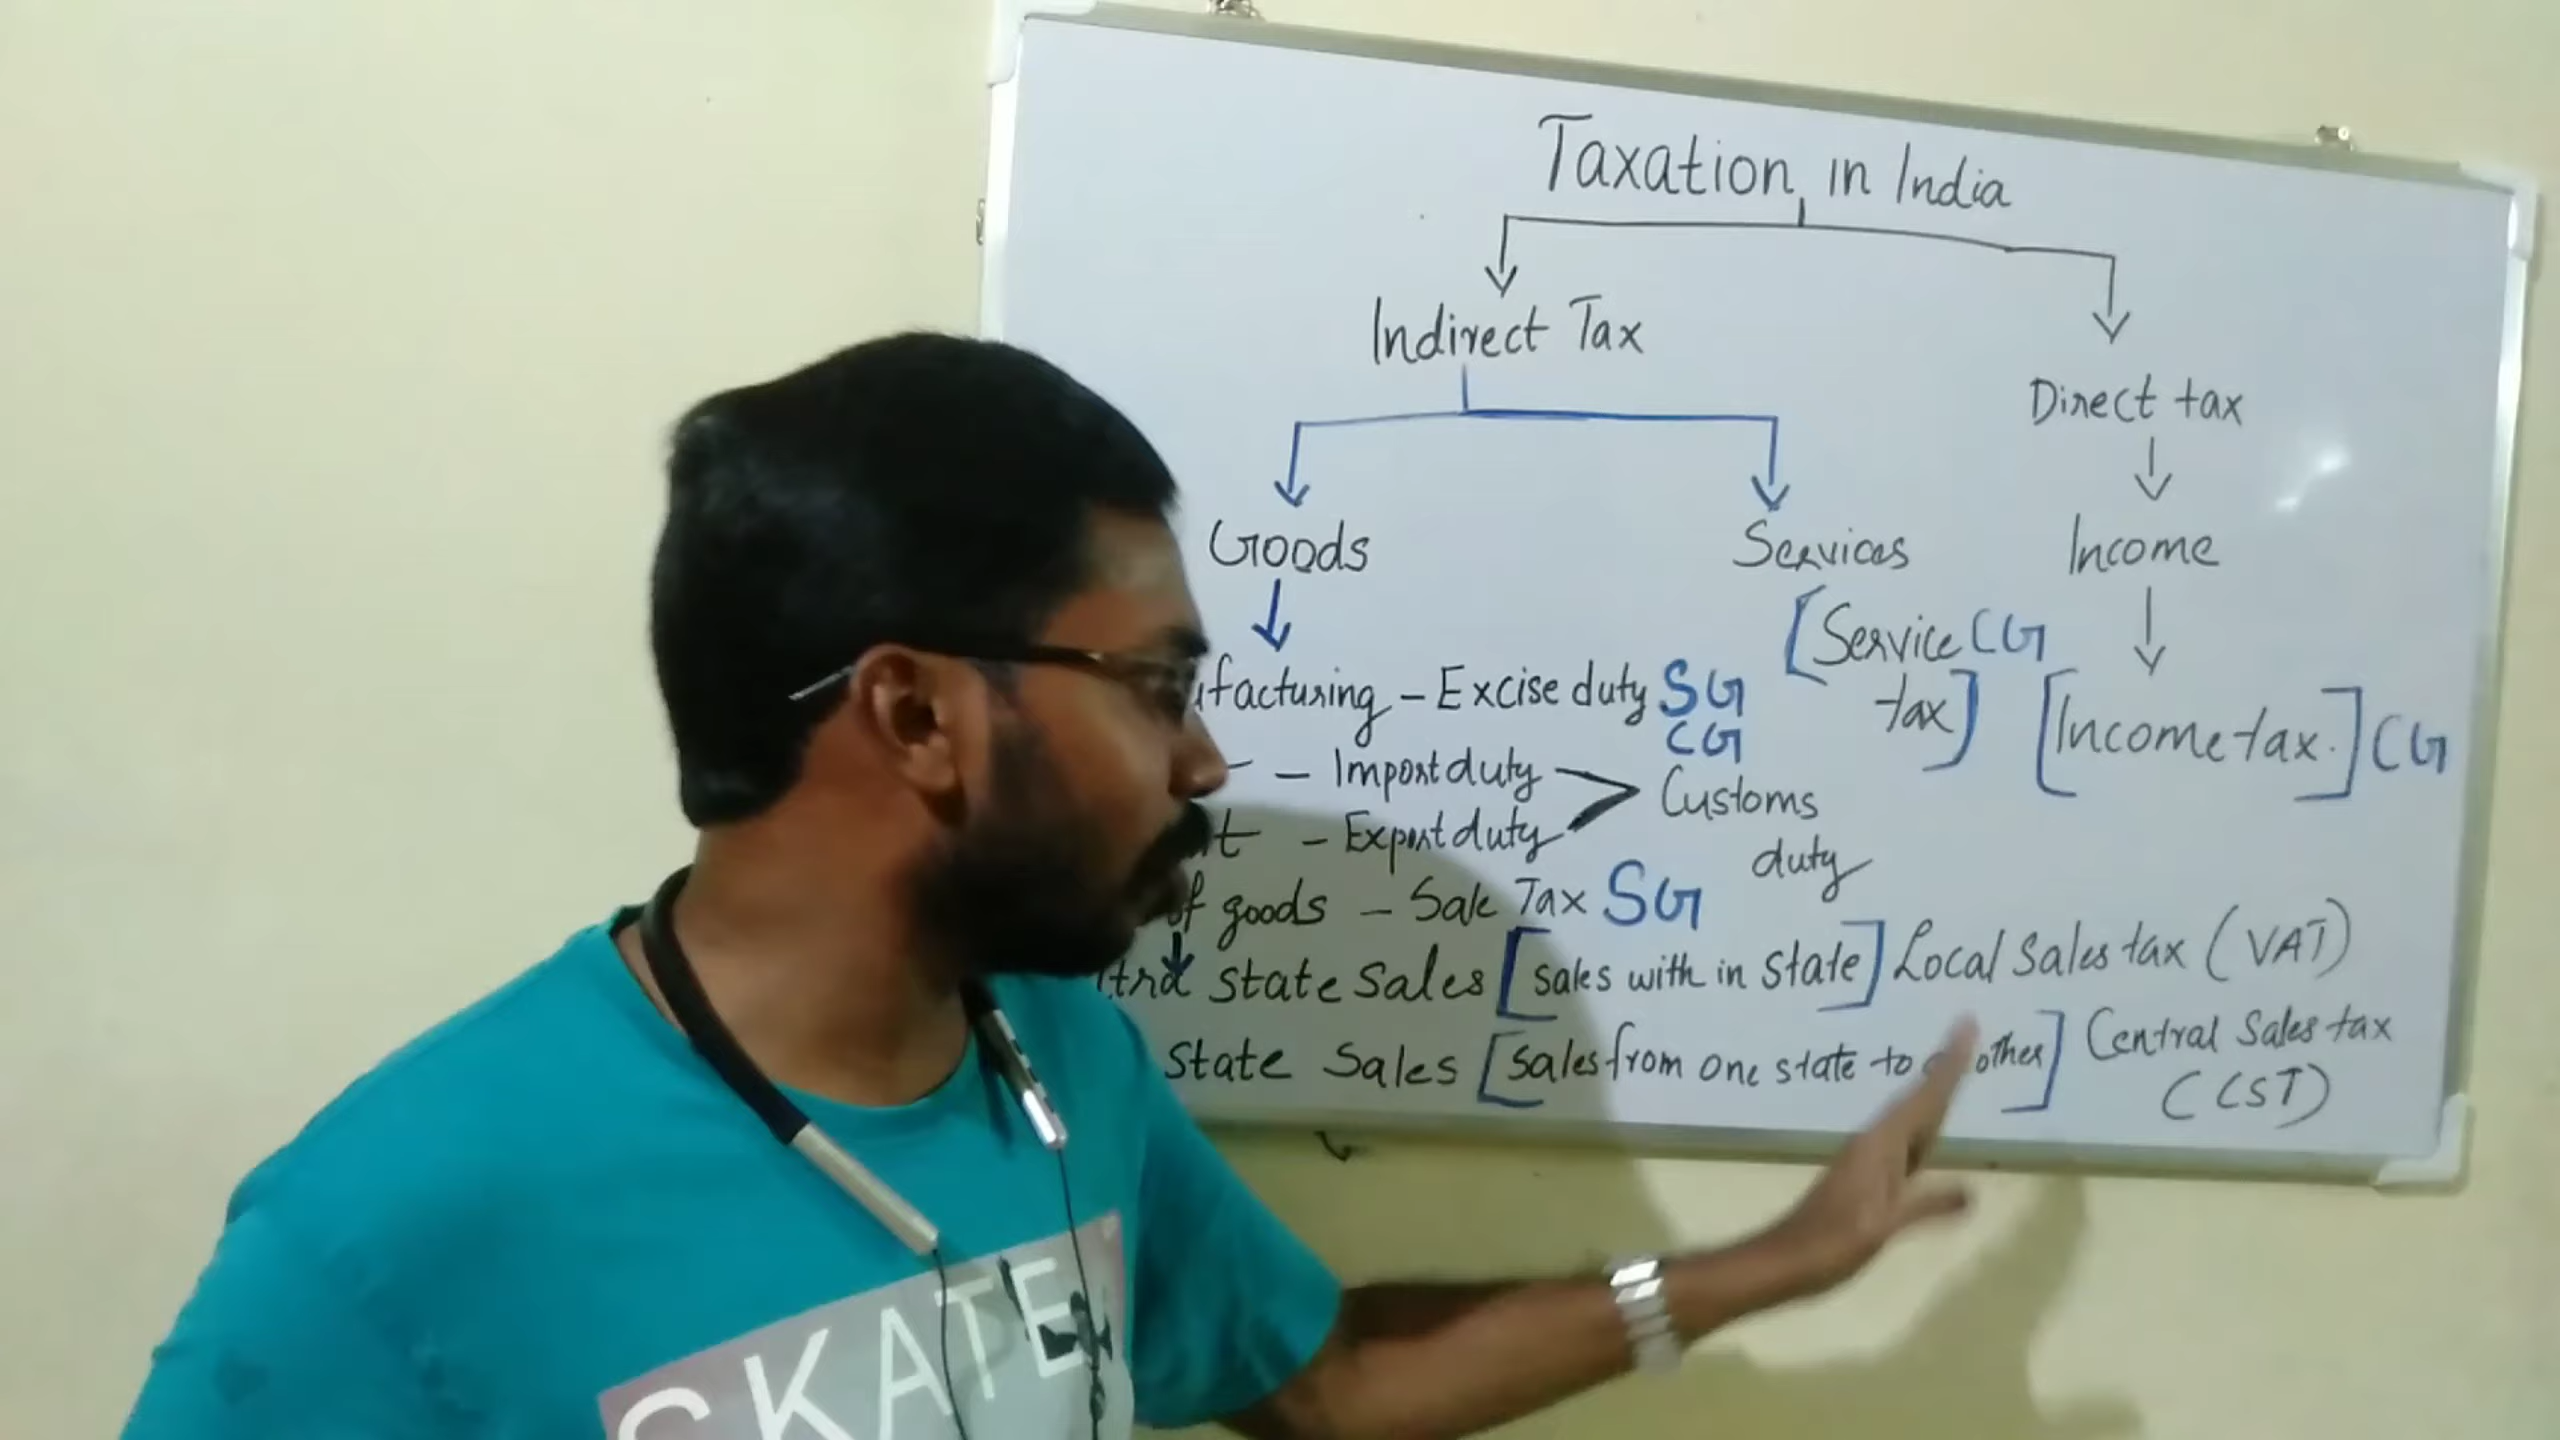 Taxation in India
Indirect Tax
Direct tax
Goods
Services
Income
[Service CG
tax]
[Income tax.] CG
ufacturing - Excise duty SG
CG
- Import duty
Customs
duty
t - Export duty
of goods - Sale Tax SG
tra state sales [sales with in state] Local Sales tax (VAT)
state Sales [sales from one state to other] Central Sales tax
(CST)
SKATE